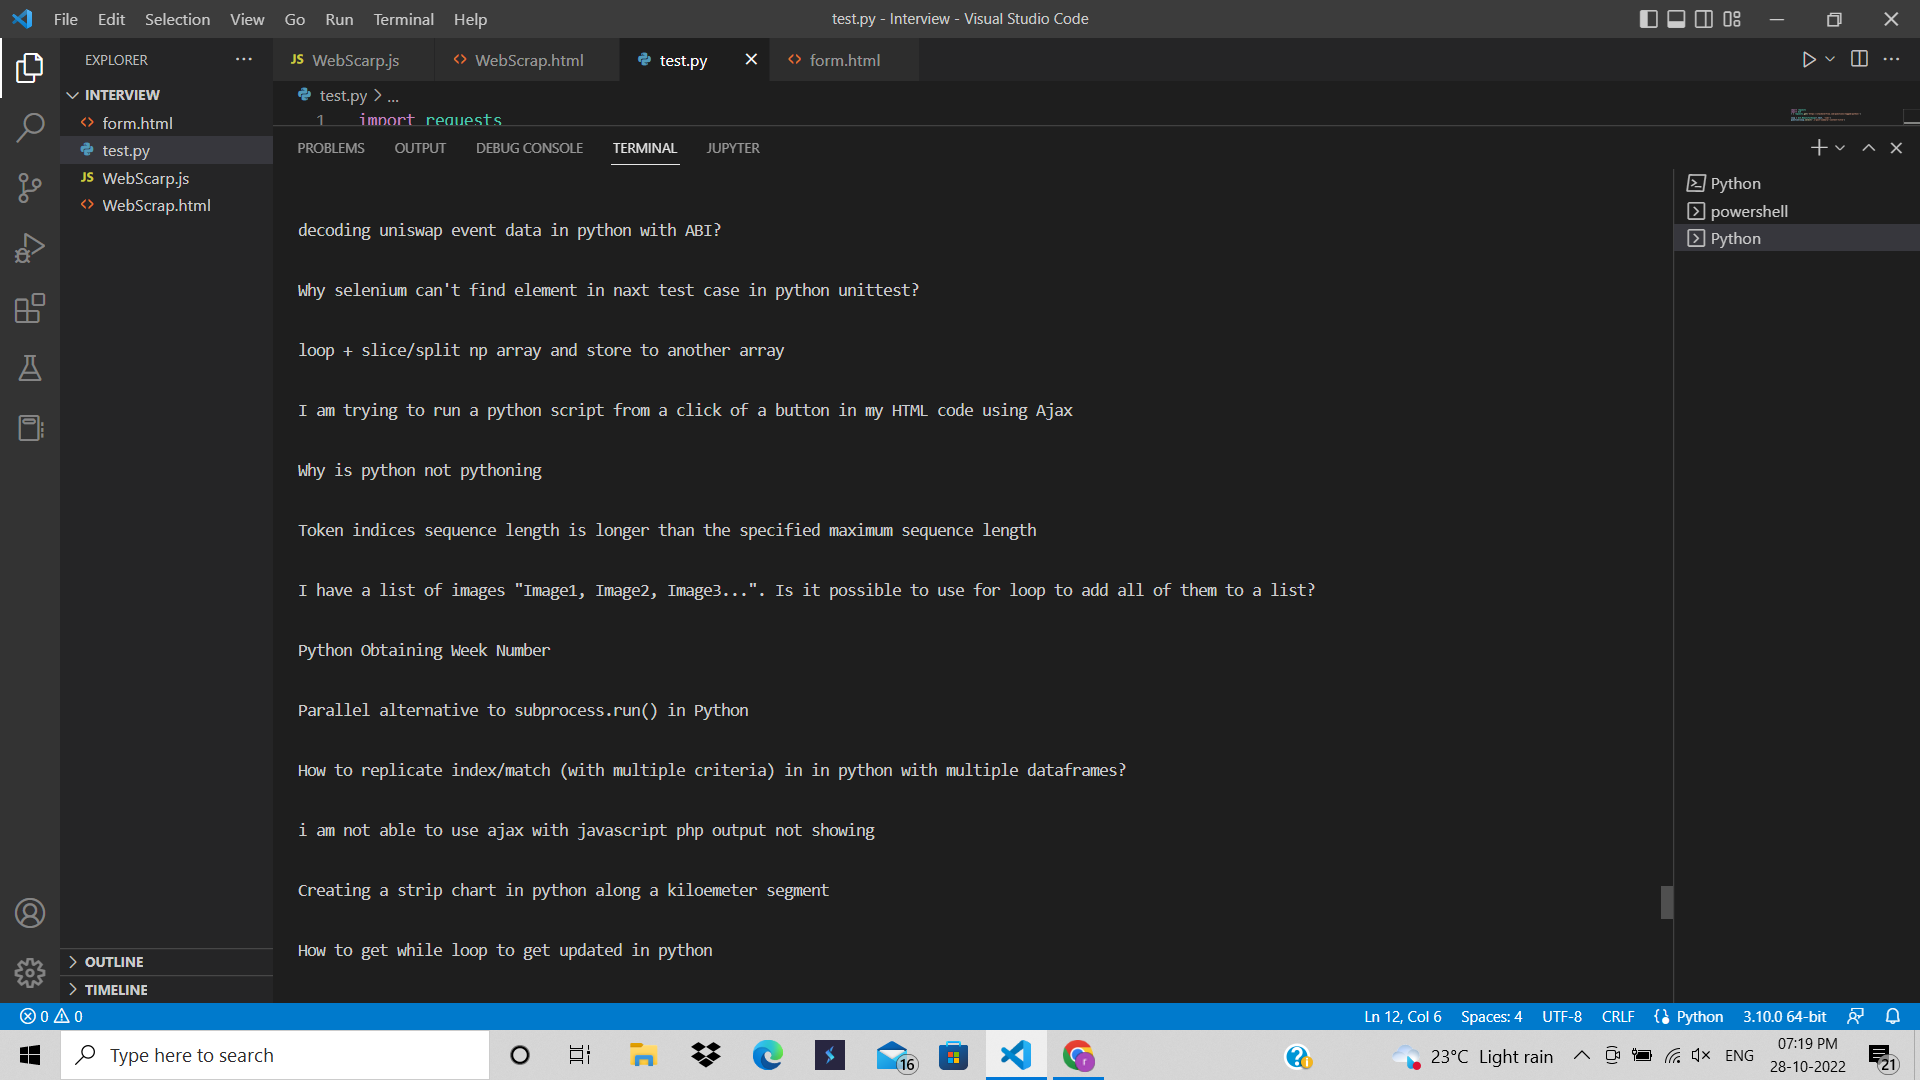 File Edit Selection View Go Run Terminal Help
test.py - Interview - Visual Studio Code
EXPLORER
INTERVIEW
form.html
test.py
JS WebScarp.js
WebScrap.html
OUTLINE
TIMELINE
JS WebScarp.js
WebScrap.html
test.py
form.html
test.py > ...
1 import requests
PROBLEMS OUTPUT DEBUG CONSOLE TERMINAL JUPYTER
decoding uniswap event data in python with ABI?
Why selenium can't find element in naxt test case in python unittest?
loop + slice/split np array and store to another array
I am trying to run a python script from a click of a button in my HTML code using Ajax
Why is python not pythoning
Token indices sequence length is longer than the specified maximum sequence length
I have a list of images "Image1, Image2, Image3...". Is it possible to use for loop to add all of them to a list?
Python Obtaining Week Number
Parallel alternative to subprocess.run() in Python
How to replicate index/match (with multiple criteria) in in python with multiple dataframes?
i am not able to use ajax with javascript php output not showing
Creating a strip chart in python along a kiloemeter segment
How to get while loop to get updated in python
Python
powershell
Python
0 0
Ln 12, Col 6 Spaces: 4 UTF-8 CRLF Python 3.10.0 64-bit
Type here to search
16
r
23°C Light rain
ENG
07:19 PM
28-10-2022
21